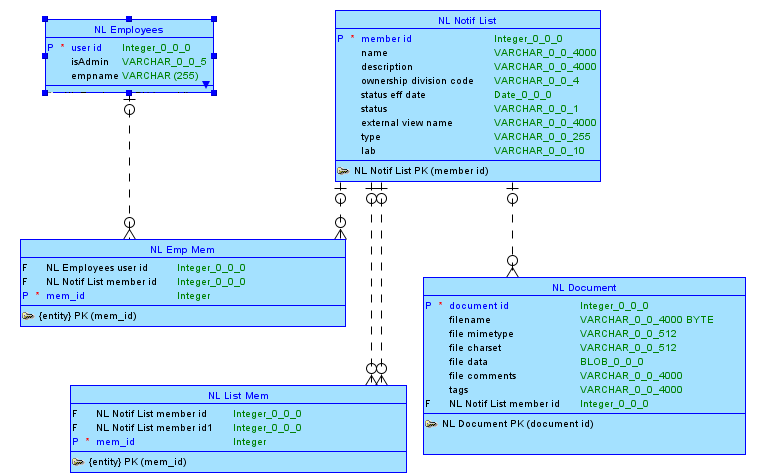 NL Employees
P * user id Integer_0_0_0
isAdmin VARCHAR_0_0_5
empname VARCHAR (255)
NL Notif List
P * member id Integer_0_0_0
name VARCHAR_0_0_4000
description VARCHAR_0_0_4000
ownership division code VARCHAR_0_0_4
status eff date Date_0_0_0
status VARCHAR_0_0_1
external view name VARCHAR_0_0_4000
type VARCHAR_0_0_255
lab VARCHAR_0_0_10
NL Notif List PK (member id)
NL Emp Mem
F NL Employees user id Integer_0_0_0
F NL Notif List member id Integer_0_0_0
P * mem_id Integer
{entity} PK (mem_id)
NL Document
P * document id Integer_0_0_0
filename VARCHAR_0_0_4000 BYTE
file mimetype VARCHAR_0_0_512
file charset VARCHAR_0_0_512
file data BLOB_0_0_0
file comments VARCHAR_0_0_4000
tags VARCHAR_0_0_4000
F NL Notif List member id Integer_0_0_0
NL Document PK (document id)
NL List Mem
F NL Notif List member id Integer_0_0_0
F NL Notif List member id1 Integer_0_0_0
P * mem_id Integer
{entity} PK (mem_id)